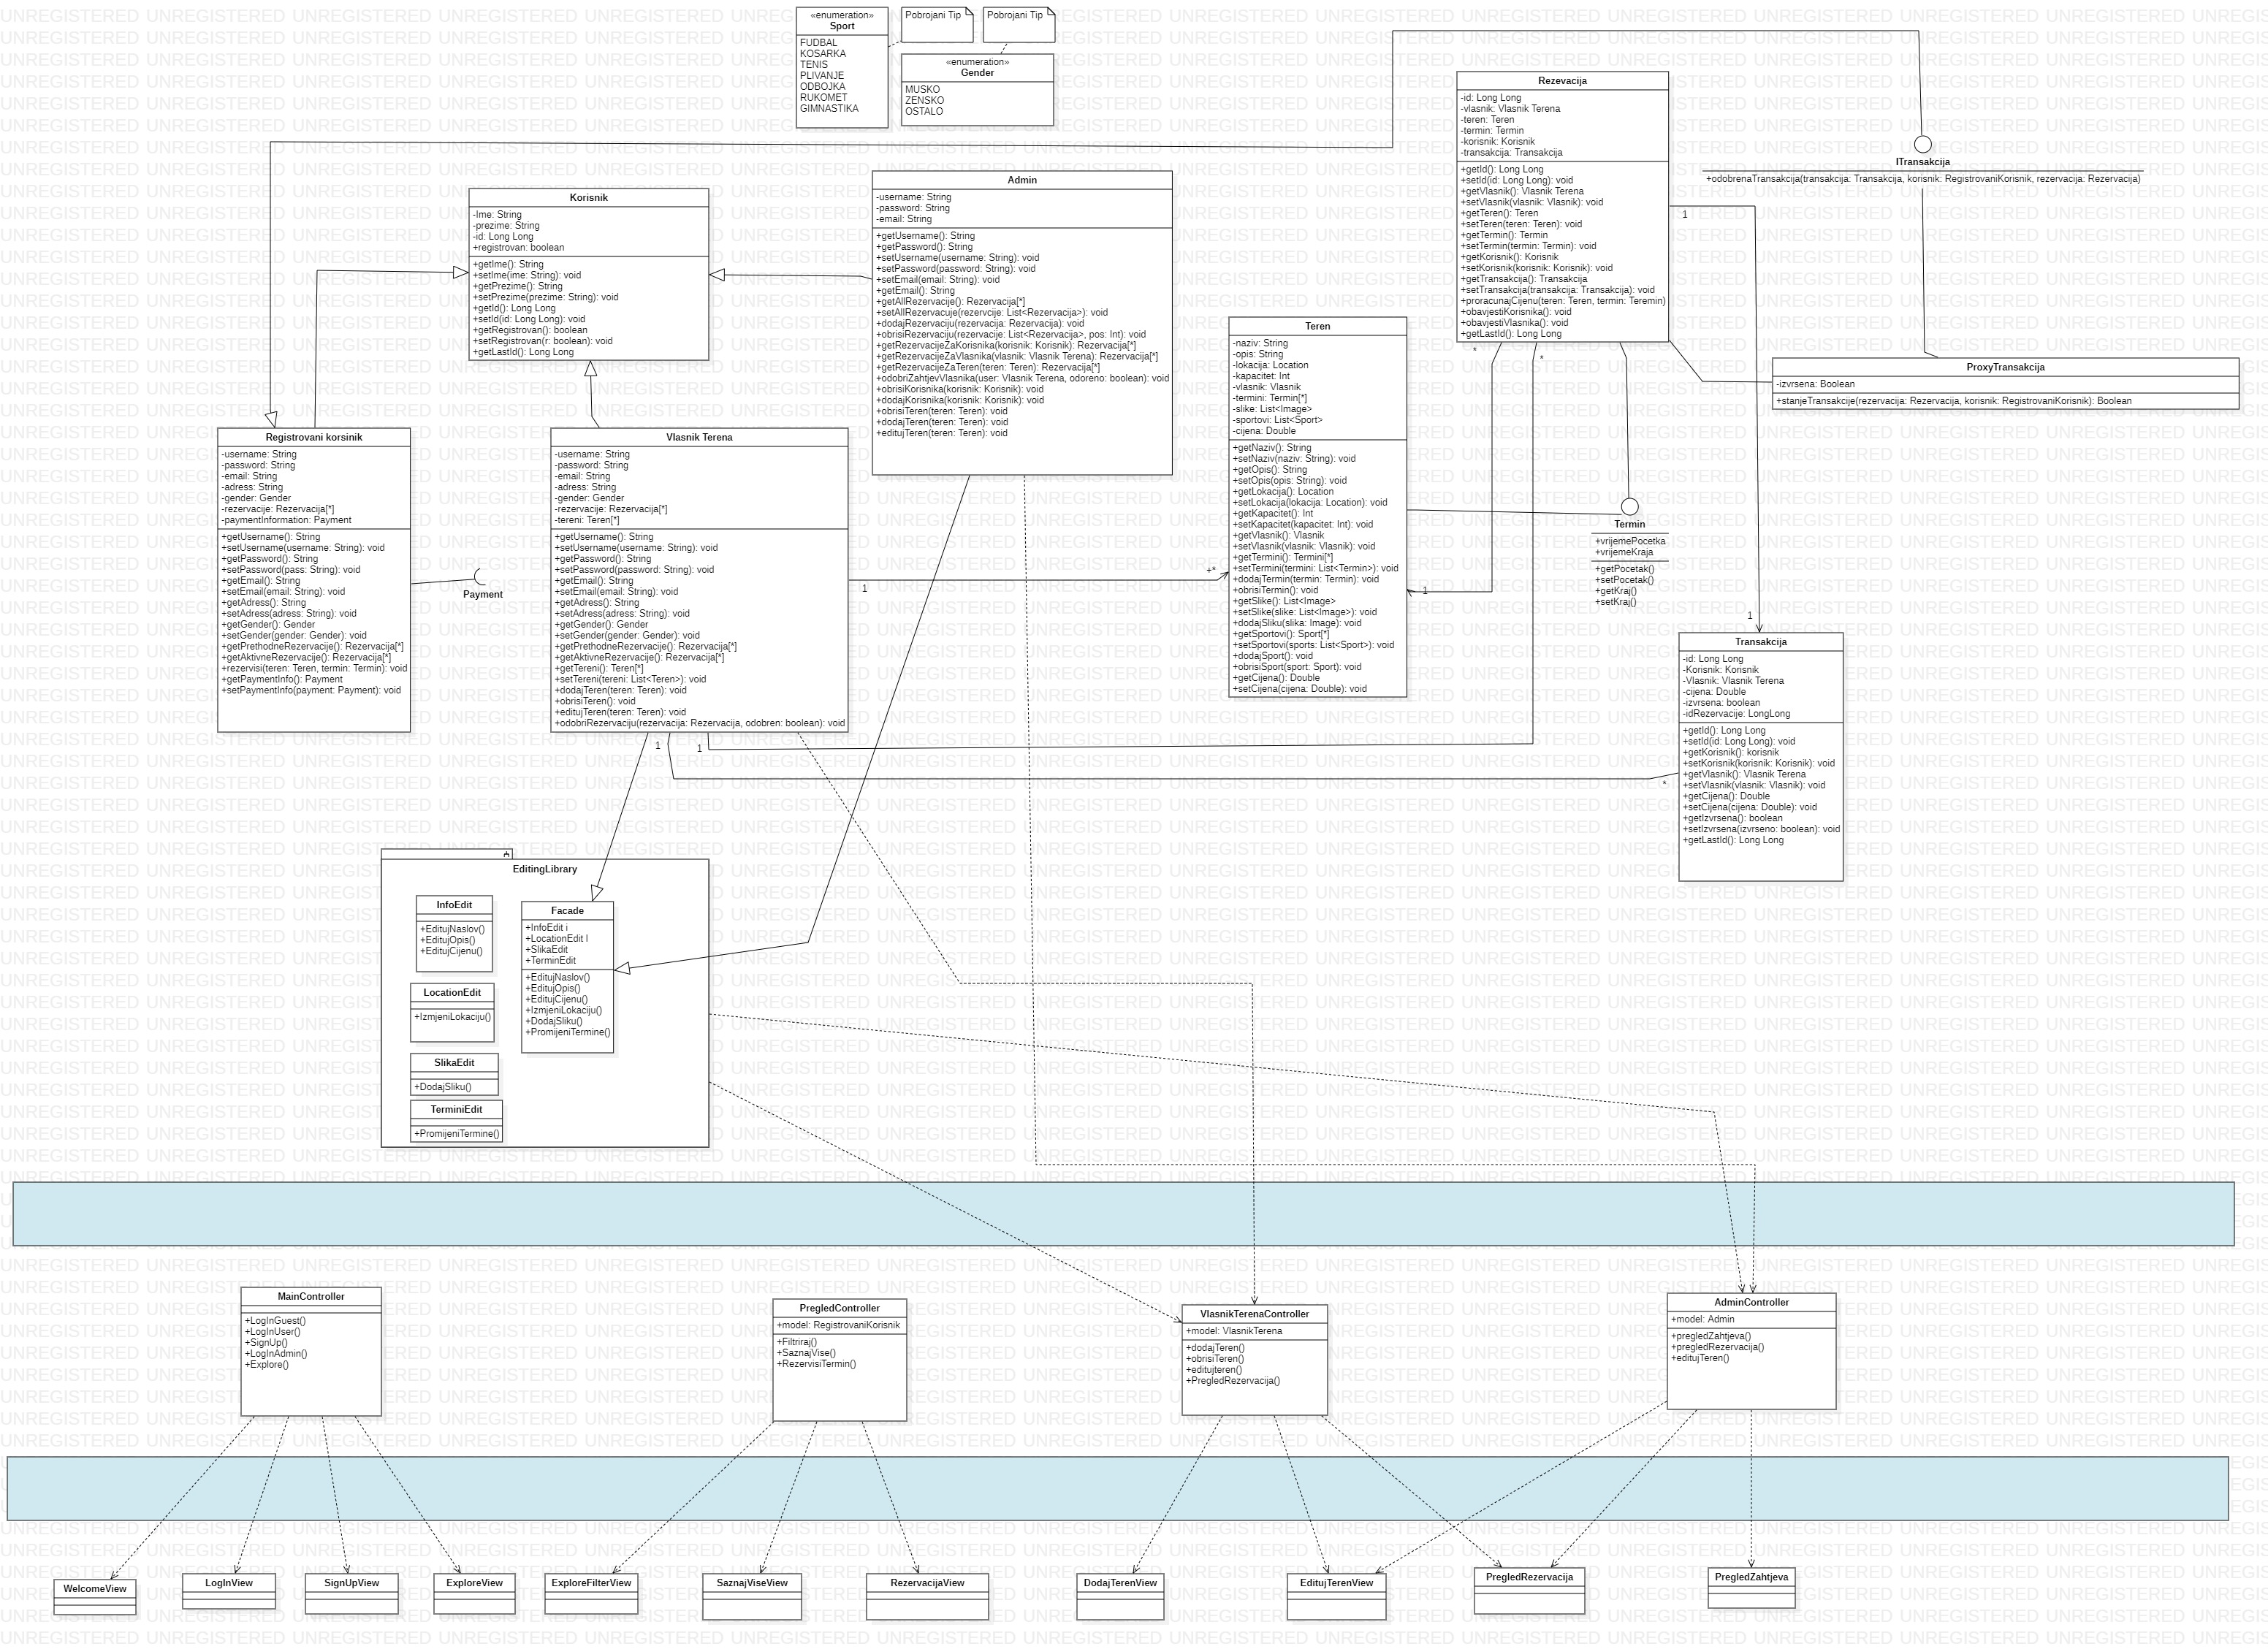 «enumeration»
Sport
FUDBAL
KOSARKA
TENIS
PLIVANJE
ODBOJKA
RUKOMET
GIMNASTIKA
Pobrojani Tip
Pobrojani Tip
«enumeration»
Gender
MUSKO
ZENSKO
OSTALO
Rezevacija
-id: Long Long
-vlasnik: Vlasnik Terena
-teren: Teren
-termin: Termin
-korisnik: Korisnik
-transakcija: Transakcija
+getId(): Long Long
+setId(id: Long Long): void
+getVlasnik(): Vlasnik Terena
+setVlasnik(vlasnik: Vlasnik): void
+getTeren(): Teren
+setTeren(teren: Teren): void
+getTermin(): Termin
+setTermin(termin: Termin): void
+getKorisnik(): Korisnik
+setKorisnik(korisnik: Korisnik): void
+getTransakcija(): Transakcija
+setTransakcija(transakcija: Transakcija): void
+proracunajCijenu(teren: Teren, termin: Teremin)
+obavjestiKorisnika(): void
+obavjestiVlasnika(): void
+getLastId(): Long Long
ITransakcija
+odobrenaTransakcija(transakcija: Transakcija, korisnik: RegistrovaniKorisnik, rezervacija: Rezervacija)
Korisnik
-Ime: String
-prezime: String
-id: Long Long
+registrovan: boolean
+getIme(): String
+setIme(ime: String): void
+getPrezime(): String
+setPrezime(prezime: String): void
+getId(): Long Long
+setId(id: Long Long): void
+getRegistrovan(): boolean
+setRegistrovan(r: boolean): void
+getLastId(): Long Long
Admin
-username: String
-password: String
-email: String
+getUsername(): String
+getPassword(): String
+setUsername(username: String): void
+setPassword(password: String): void
+setEmail(email: String): void
+getEmail(): String
+getAllRezervacije(): Rezervacija[*]
+setAllRezervacuje(rezervcije: List<Rezervacija>): void
+dodajRezervaciju(rezervacija: Rezervacija): void
+obrisiRezervaciju(rezervacije: List<Rezervacija>, pos: Int): void
+getRezervacijeZaKorisnika(korisnik: Korisnik): Rezervacija[*]
+getRezervacijeZaVlasnika(vlasnik: Vlasnik Terena): Rezervacija[*]
+getRezervacijeZaTeren(teren: Teren): Rezervacija[*]
+odobriZahtjevVlasnika(user: Vlasnik Terena, odoreno: boolean): void
+obrisiKorisnika(korisnik: Korisnik): void
+dodajKorisnika(korisnik: Korisnik): void
+obrisiTeren(teren: Teren): void
+dodajTeren(teren: Teren): void
+editujTeren(teren: Teren): void
1
*
*
Teren
-naziv: String
-opis: String
-lokacija: Location
-kapacitet: Int
-vlasnik: Vlasnik
-termini: Termin[*]
-slike: List<Image>
-sportovi: List<Sport>
-cijena: Double
+getNaziv(): String
+setNaziv(naziv: String): void
+getOpis(): String
+setOpis(opis: String): void
+getLokacija(): Location
+setLokacija(lokacija: Location): void
+getKapacitet(): Int
+setKapacitet(kapacitet: Int): void
+getVlasnik(): Vlasnik
+setVlasnik(vlasnik: Vlasnik): void
+getTermini(): Termini[*]
+setTermini(termini: List<Termin>): void
+dodajTermin(termin: Termin): void
+obrisiTermin(): void
+getSlike(): List<Image>
+setSlike(slike: List<Image>): void
+dodajSliku(slika: Image): void
+getSportovi(): Sport[*]
+setSportovi(sports: List<Sport>): void
+dodajSport(): void
+obrisiSport(sport: Sport): void
+getCijena(): Double
+setCijena(cijena: Double): void
ProxyTransakcija
-izvrsena: Boolean
+stanjeTransakcije(rezervacija: Rezervacija, korisnik: RegistrovaniKorisnik): Boolean
Registrovani korsinik
-username: String
-password: String
-email: String
-adress: String
-gender: Gender
-rezervacije: Rezervacija[*]
-paymentInformation: Payment
+getUsername(): String
+setUsername(username: String): void
+getPassword(): String
+setPassword(pass: String): void
+getEmail(): String
+setEmail(email: String): void
+getAdress(): String
+setAdress(adress: String): void
+getGender(): Gender
+setGender(gender: Gender): void
+getPrethodneRezervacije(): Rezervacija[*]
+getAktivneRezervacije(): Rezervacija[*]
+rezervisi(teren: Teren, termin: Termin): void
+getPaymentInfo(): Payment
+setPaymentInfo(payment: Payment): void
Payment
Vlasnik Terena
-username: String
-password: String
-email: String
-adress: String
-gender: Gender
-rezervacije: Rezervacija[*]
-tereni: Teren[*]
+getUsername(): String
+setUsername(username: String): void
+getPassword(): String
+setPassword(password: String): void
+getEmail(): String
+setEmail(email: String): void
+getAdress(): String
+setAdress(adress: String): void
+getGender(): Gender
+setGender(gender: Gender): void
+getPrethodneRezervacije(): Rezervacija[*]
+getAktivneRezervacije(): Rezervacija[*]
+getTereni(): Teren[*]
+setTereni(tereni: List<Teren>): void
+dodajTeren(teren: Teren): void
+obrisiTeren(): void
+editujTeren(teren: Teren): void
+odobriRezervaciju(rezervacija: Rezervacija, odobren: boolean): void
1
+*
1
Termin
+vrijemePocetka
+vrijemeKraja
+getPocetak()
+setPocetak()
+getKraj()
+setKraj()
1
Transakcija
-id: Long Long
-Korisnik: Korisnik
-Vlasnik: Vlasnik Terena
-cijena: Double
-izvrsena: boolean
-idRezervacije: LongLong
+getId(): Long Long
+setId(id: Long Long): void
+getKorisnik(): korisnik
+setKorisnik(korisnik: Korisnik): void
+getVlasnik(): Vlasnik Terena
+setVlasnik(vlasnik: Vlasnik): void
+getCijena(): Double
+setCijena(cijena: Double): void
+getIzvrsena(): boolean
+setIzvrsena(izvrseno: boolean): void
+getLastId(): Long Long
1
1
*
EditingLibrary
InfoEdit
+EditujNaslov()
+EditujOpis()
+EditujCijenu()
LocationEdit
+IzmjeniLokaciju()
SlikaEdit
+DodajSliku()
TerminiEdit
+PromijeniTermine()
Facade
+InfoEdit i
+LocationEdit l
+SlikaEdit
+TerminEdit
+EditujNaslov()
+EditujOpis()
+EditujCijenu()
+IzmjeniLokaciju()
+DodajSliku()
+PromijeniTermine()
MainController
+LogInGuest()
+LogInUser()
+SignUp()
+LogInAdmin()
+Explore()
PregledController
+model: RegistrovaniKorisnik
+Filtriraj()
+SaznajVise()
+RezervisiTermin()
VlasnikTerenaController
+model: VlasnikTerena
+dodajTeren()
+obrisiTeren()
+editujteren()
+PregledRezervacija()
AdminController
+model: Admin
+pregledZahtjeva()
+pregledRezervacija()
+editujTeren()
WelcomeView
LogInView
SignUpView
ExploreView
ExploreFilterView
SaznajViseView
RezervacijaView
DodajTerenView
EditujTerenView
PregledRezervacija
PregledZahtjeva